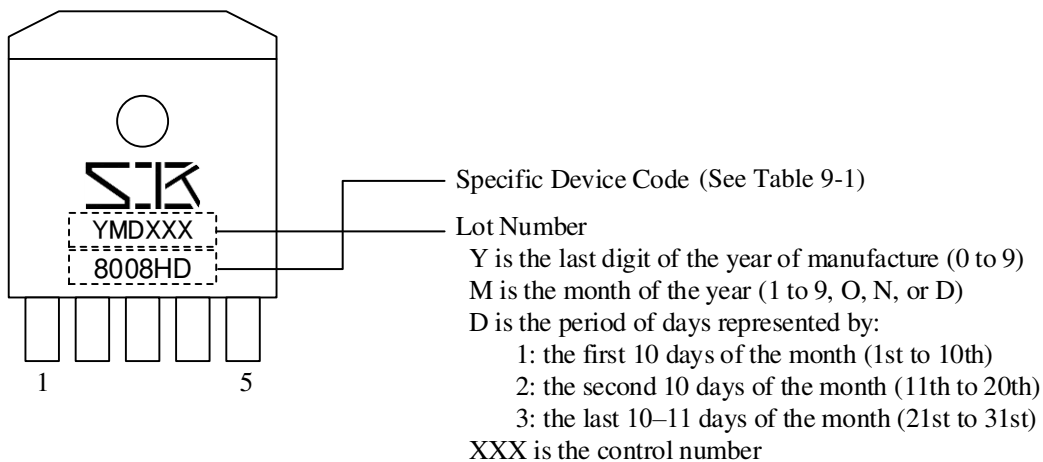 SK
YMDXXX
8008HD
1 5
Specific Device Code (See Table 9-1)
Lot Number
Y is the last digit of the year of manufacture (0 to 9)
M is the month of the year (1 to 9, O, N, or D)
D is the period of days represented by:
1: the first 10 days of the month (1st to 10th)
2: the second 10 days of the month (11th to 20th)
3: the last 10–11 days of the month (21st to 31st)
XXX is the control number